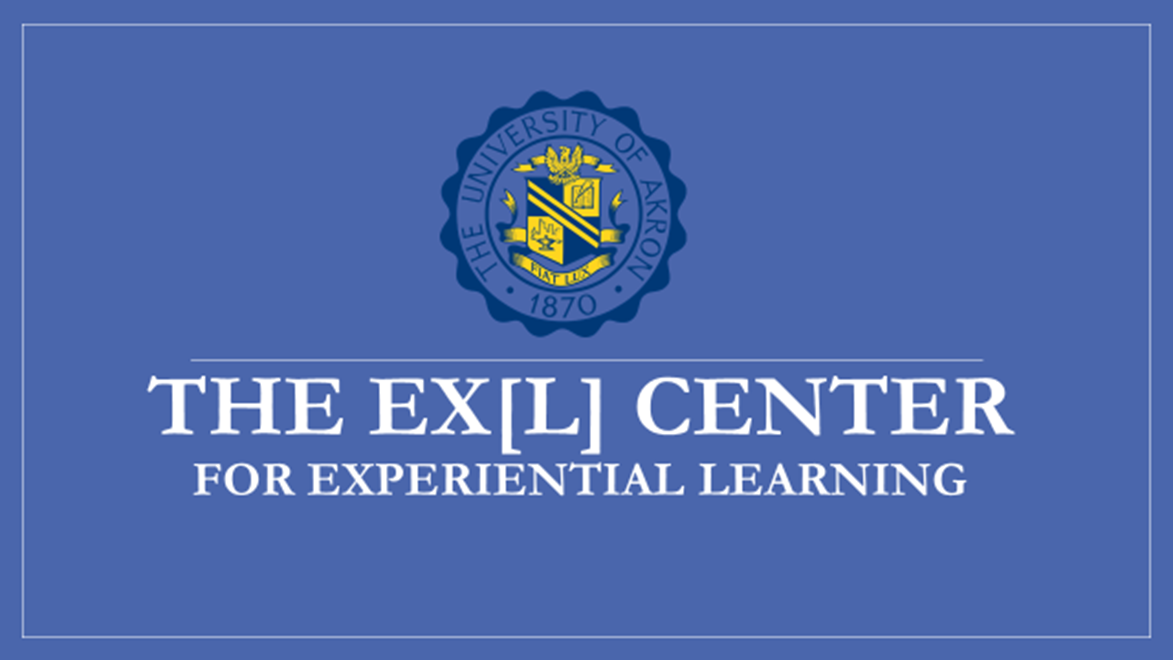 THE UNIVERSITY OF AKRON
FIAT LUX
• 1870 •
THE EX[L] CENTER
FOR EXPERIENTIAL LEARNING